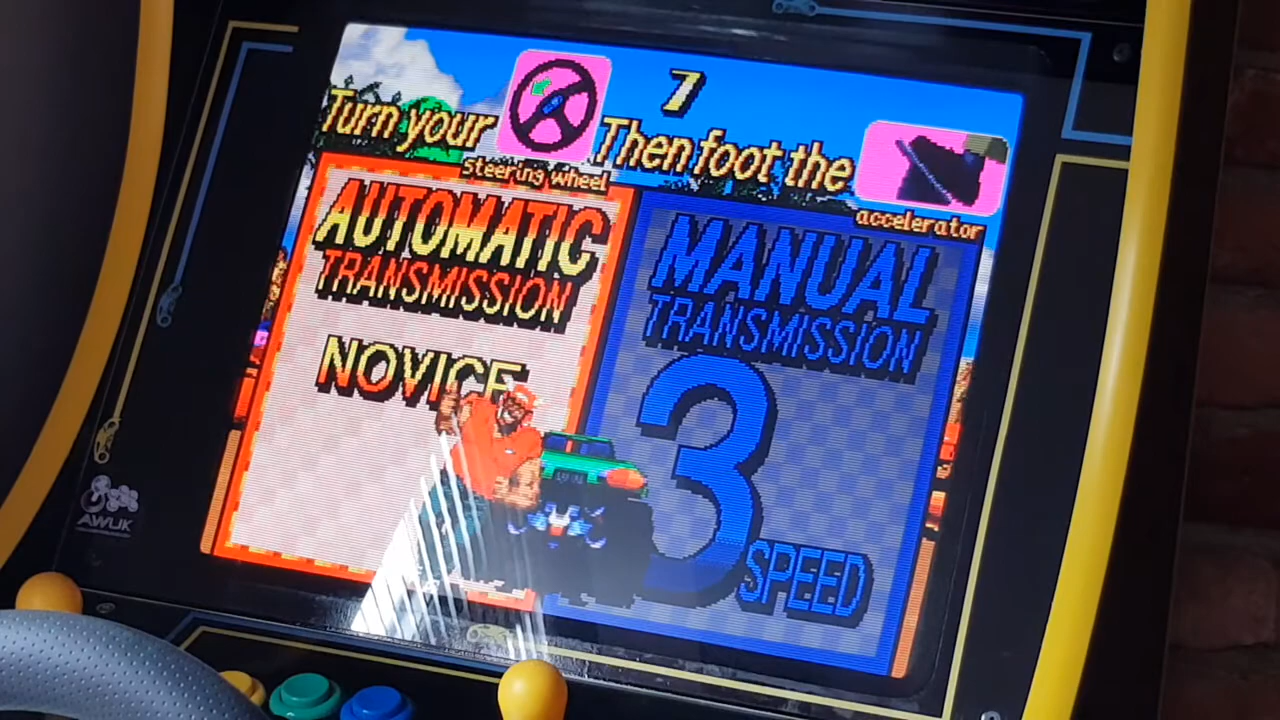 7
Turn your
steering wheel
Then foot the
accelerator
AUTOMATIC
TRANSMISSION
NOVICE
MANUAL
TRANSMISSION
3
SPEED
AWUK